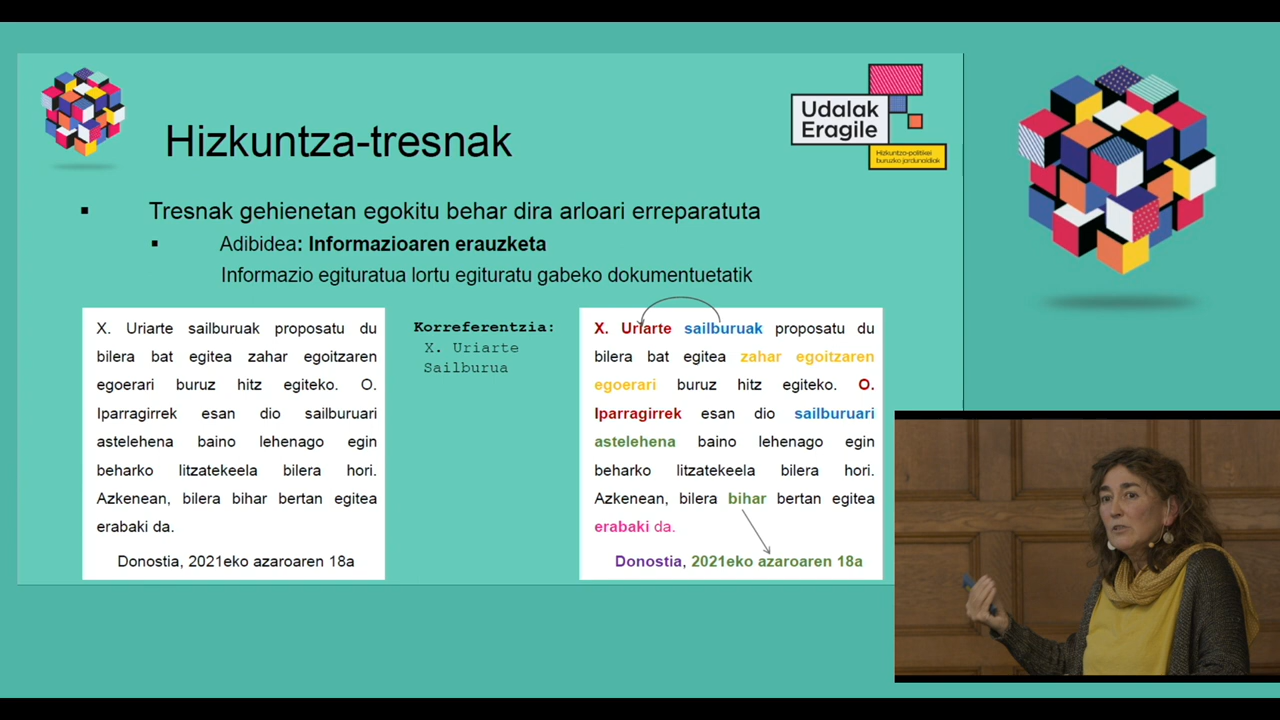 Hizkuntza-tresnak
Udalak
Eragile
Hizkuntza-politikei
buruzko jardunaldiak
Tresnak gehienetan egokitu behar dira arloari erreparatuta
Adibidea: Informazioaren erauzketa
Informazio egituratua lortu egituratu gabeko dokumentuetatik
X. Uriarte sailburuak proposatu du
bilera bat egitea zahar egoitzaren
egoerari buruz hitz egiteko. O.
Iparragirrek esan dio sailburuari
astelehena baino lehenago egin
beharko litzatekeela bilera hori.
Azkenean, bilera bihar bertan egitea
erabaki da.
Donostia, 2021eko azaroaren 18a
Korreferentzia:
X. Uriarte
Sailburua
X. Uriarte sailburuak proposatu du
bilera bat egitea zahar egoitzaren
egoerari buruz hitz egiteko. O.
Iparragirrek esan dio sailburuari
astelehena baino lehenago egin
beharko litzatekeela bilera hori.
Azkenean, bilera bihar bertan egitea
erabaki da.
Donostia, 2021eko azaroaren 18a